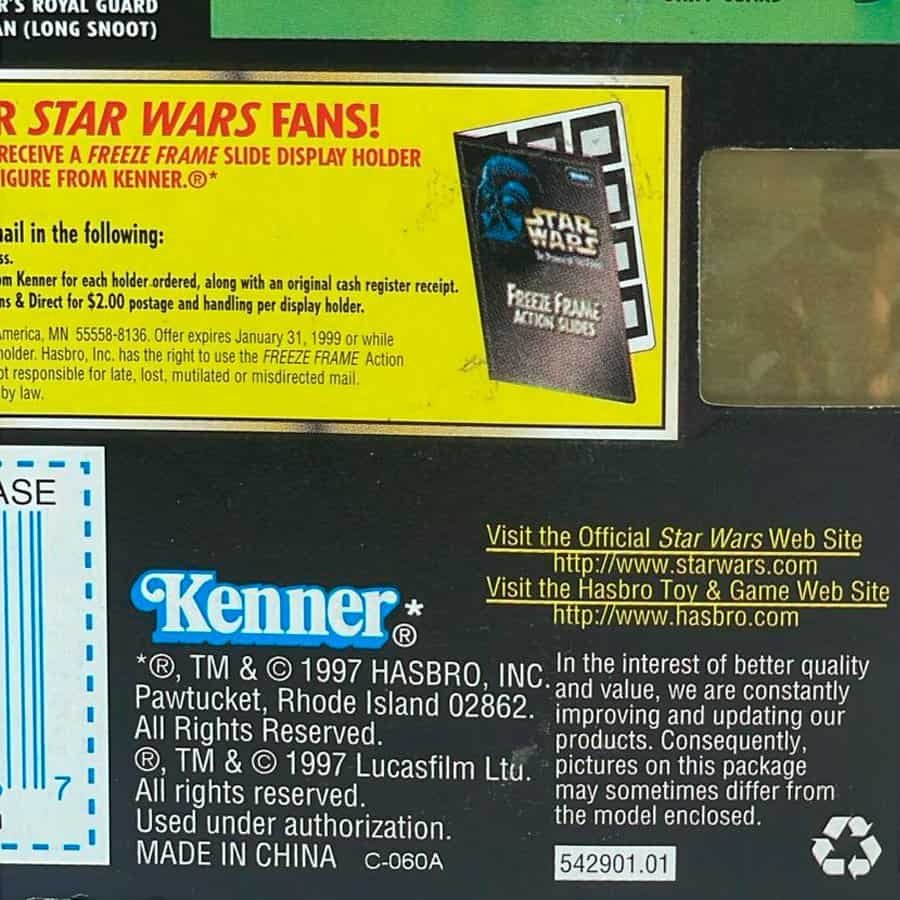 R'S ROYAL GUARD
AN (LONG SNOOT)
R STAR WARS FANS!
RECEIVE A FREEZE FRAME SLIDE DISPLAY HOLDER
IGURE FROM KENNER.®*
ail in the following:
ss.
om Kenner for each holder ordered, along with an original cash register receipt.
ns & Direct for $2.00 postage and handling per display holder.
America, MN 55558-8136. Offer expires January 31, 1999 or while
holder. Hasbro, Inc. has the right to use the FREEZE FRAME Action
ot responsible for late, lost, mutilated or misdirected mail.
by law.
STAR
WARS
FREEZE FRAME
ACTION SLIDES
ASE
7
Visit the Official Star Wars Web Site
http://www.starwars.com
Visit the Hasbro Toy & Game Web Site
http://www.hasbro.com
Kenner*
®
*®, TM & © 1997 HASBRO, INC.
Pawtucket, Rhode Island 02862.
All Rights Reserved.
®, TM & © 1997 Lucasfilm Ltd.
All rights reserved.
Used under authorization.
MADE IN CHINA C-060A
In the interest of better quality
and value, we are constantly
improving and updating our
products. Consequently,
pictures on this package
may sometimes differ from
the model enclosed.
542901.01